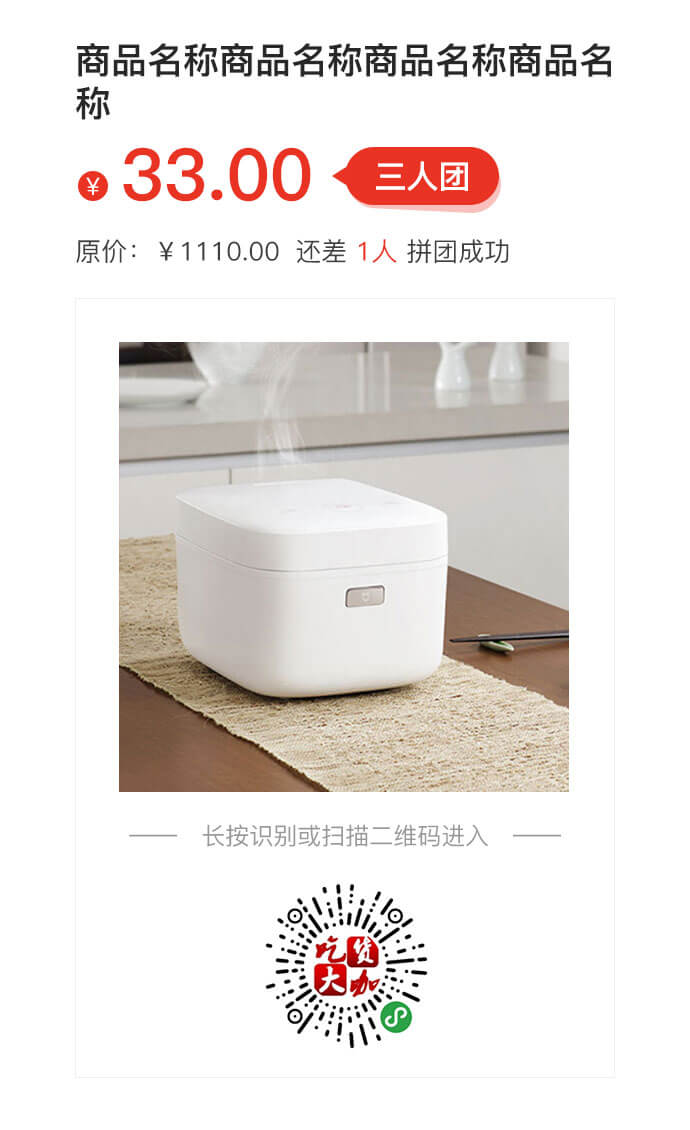 商品名称商品名称商品名称商品名
称
¥ 33.00 三人团
原价：￥1110.00 还差 1人 拼团成功
长按识别或扫描二维码进入
吃货
大咖